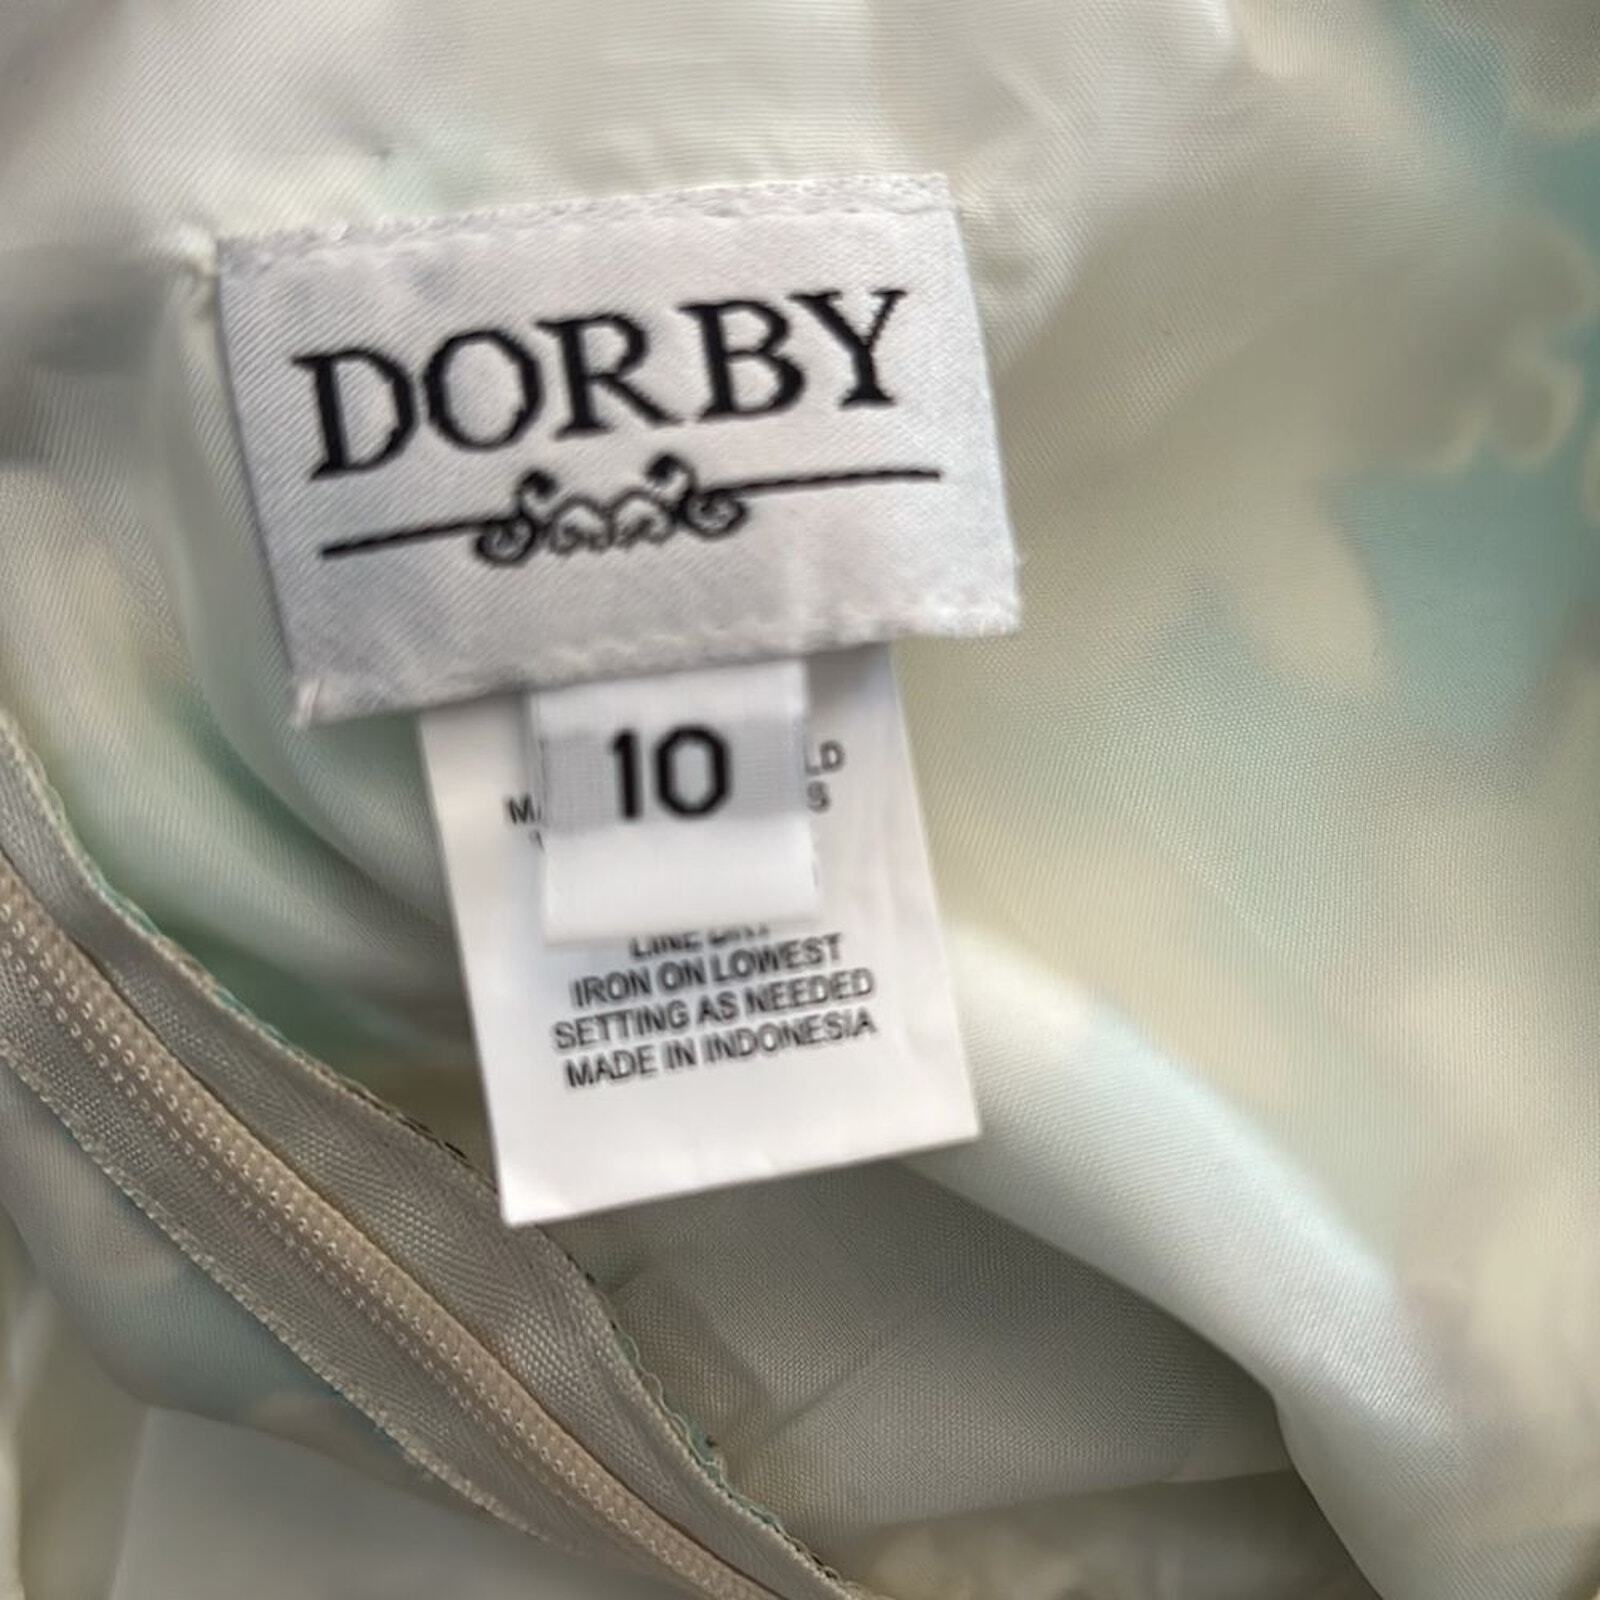 DORBY
10
IRON ON LOWEST
SETTING AS NEEDED
MADE IN INDONESIA